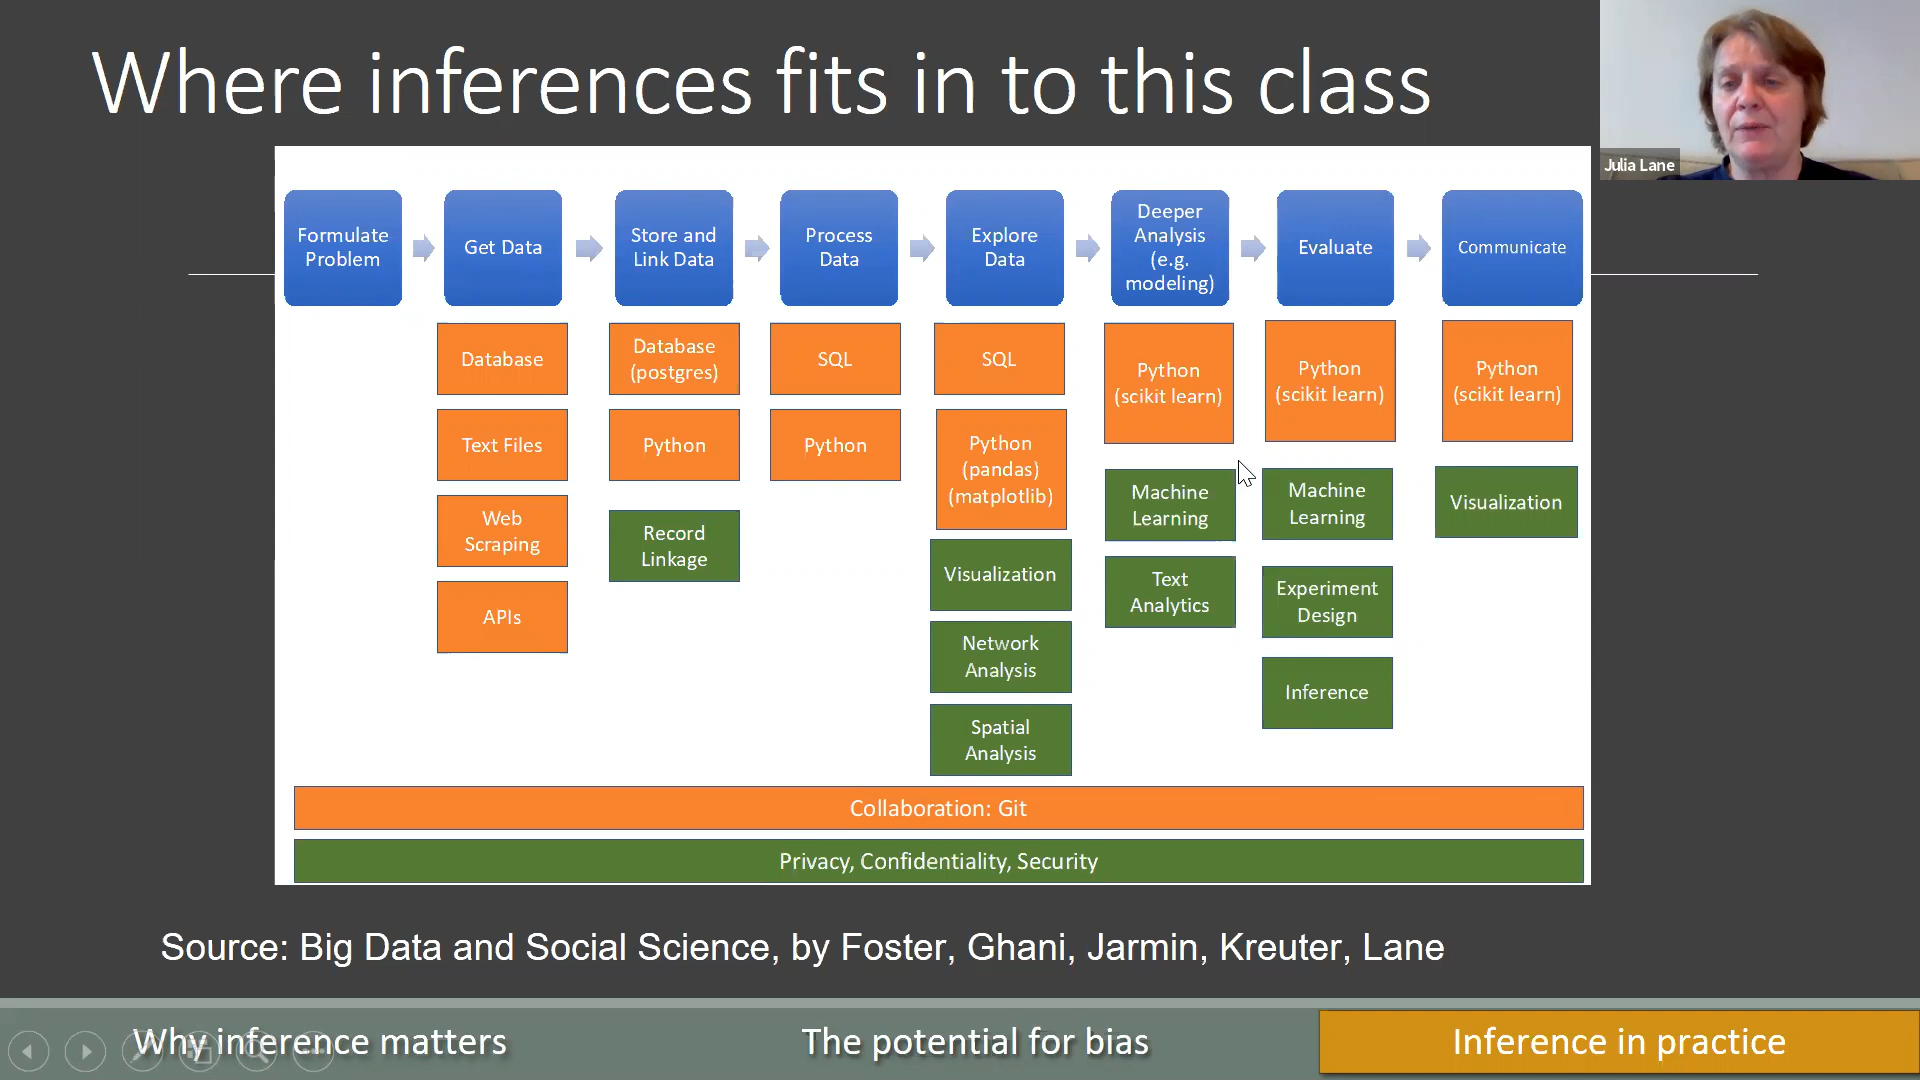 Where inferences fits in to this class
Julia Lane
Formulate
Problem
Get Data
Store and
Link Data
Process
Data
Explore
Data
Deeper
Analysis
(e.g.
modeling)
Evaluate
Communicate
Database
Text Files
Web
Scraping
APIs
Database
(postgres)
Python
Record
Linkage
SQL
Python
SQL
Python
(pandas)
(matplotlib)
Visualization
Network
Analysis
Spatial
Analysis
Python
(scikit learn)
Machine
Learning
Text
Analytics
Python
(scikit learn)
Machine
Learning
Experiment
Design
Inference
Python
(scikit learn)
Visualization
Collaboration: Git
Privacy, Confidentiality, Security
Source: Big Data and Social Science, by Foster, Ghani, Jarmin, Kreuter, Lane
Why inference matters
The potential for bias
Inference in practice